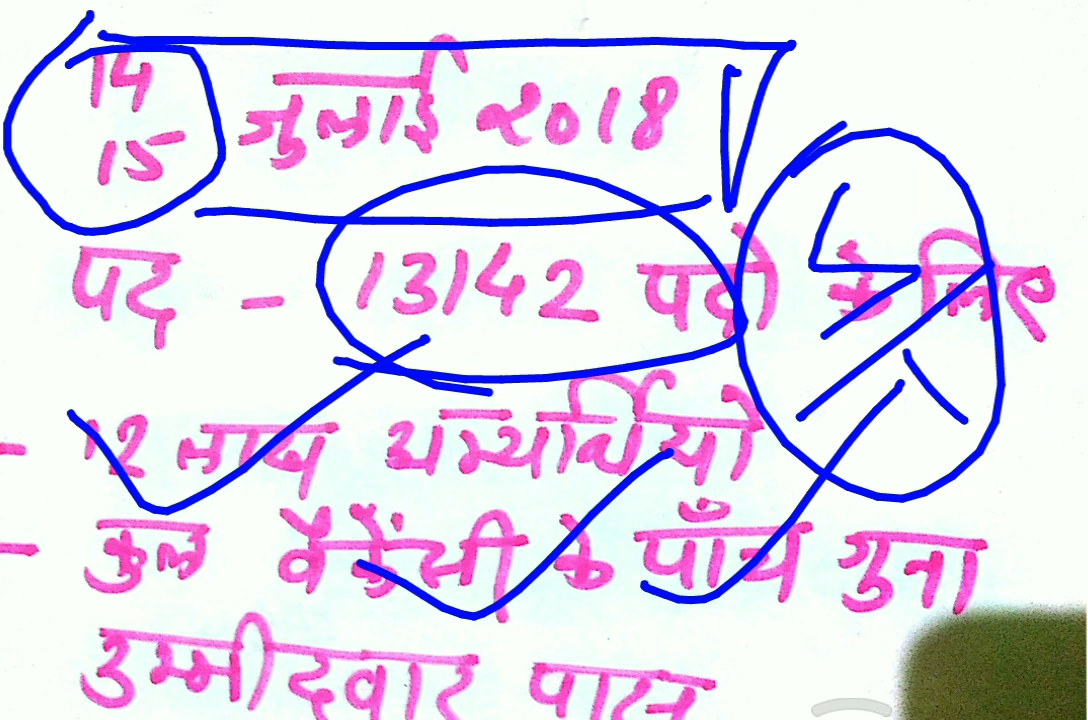 14
15 जुलाई 2018
पद - 13142 पदों के लिए
- 12 लाख अभ्यर्थियों
- कुल वैकेंसी के पाँच गुना
उम्मीदवार पास